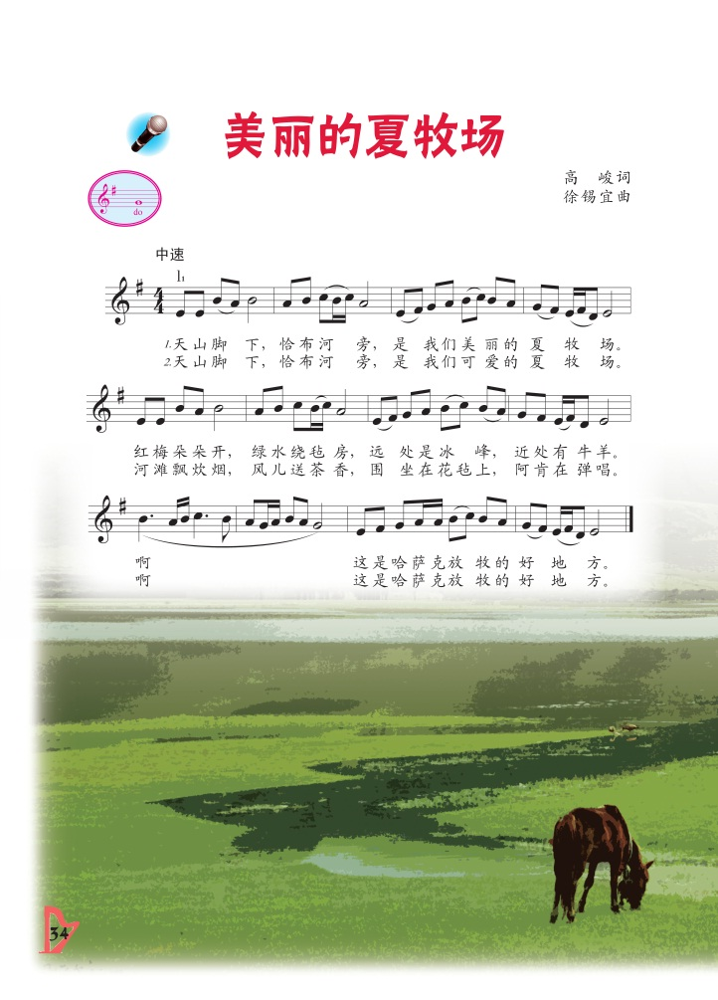 美丽的夏牧场
高 峻词
徐锡宜曲
do
中速
l₁
4
4
1.天山脚 下，恰布河 旁，是 我们美丽的夏 牧 场。
2.天山脚 下，恰布河 旁，是 我们可爱的夏 牧 场。
红梅朵朵开， 绿水绕毡房，远 处是冰 峰， 近处有牛羊。
河滩飘炊烟， 风儿送茶香，围 坐在花毡上，阿肯在弹唱。
啊 这是哈萨克放 牧的好 地 方。
啊 这是哈萨克放 牧的好 地 方。
34